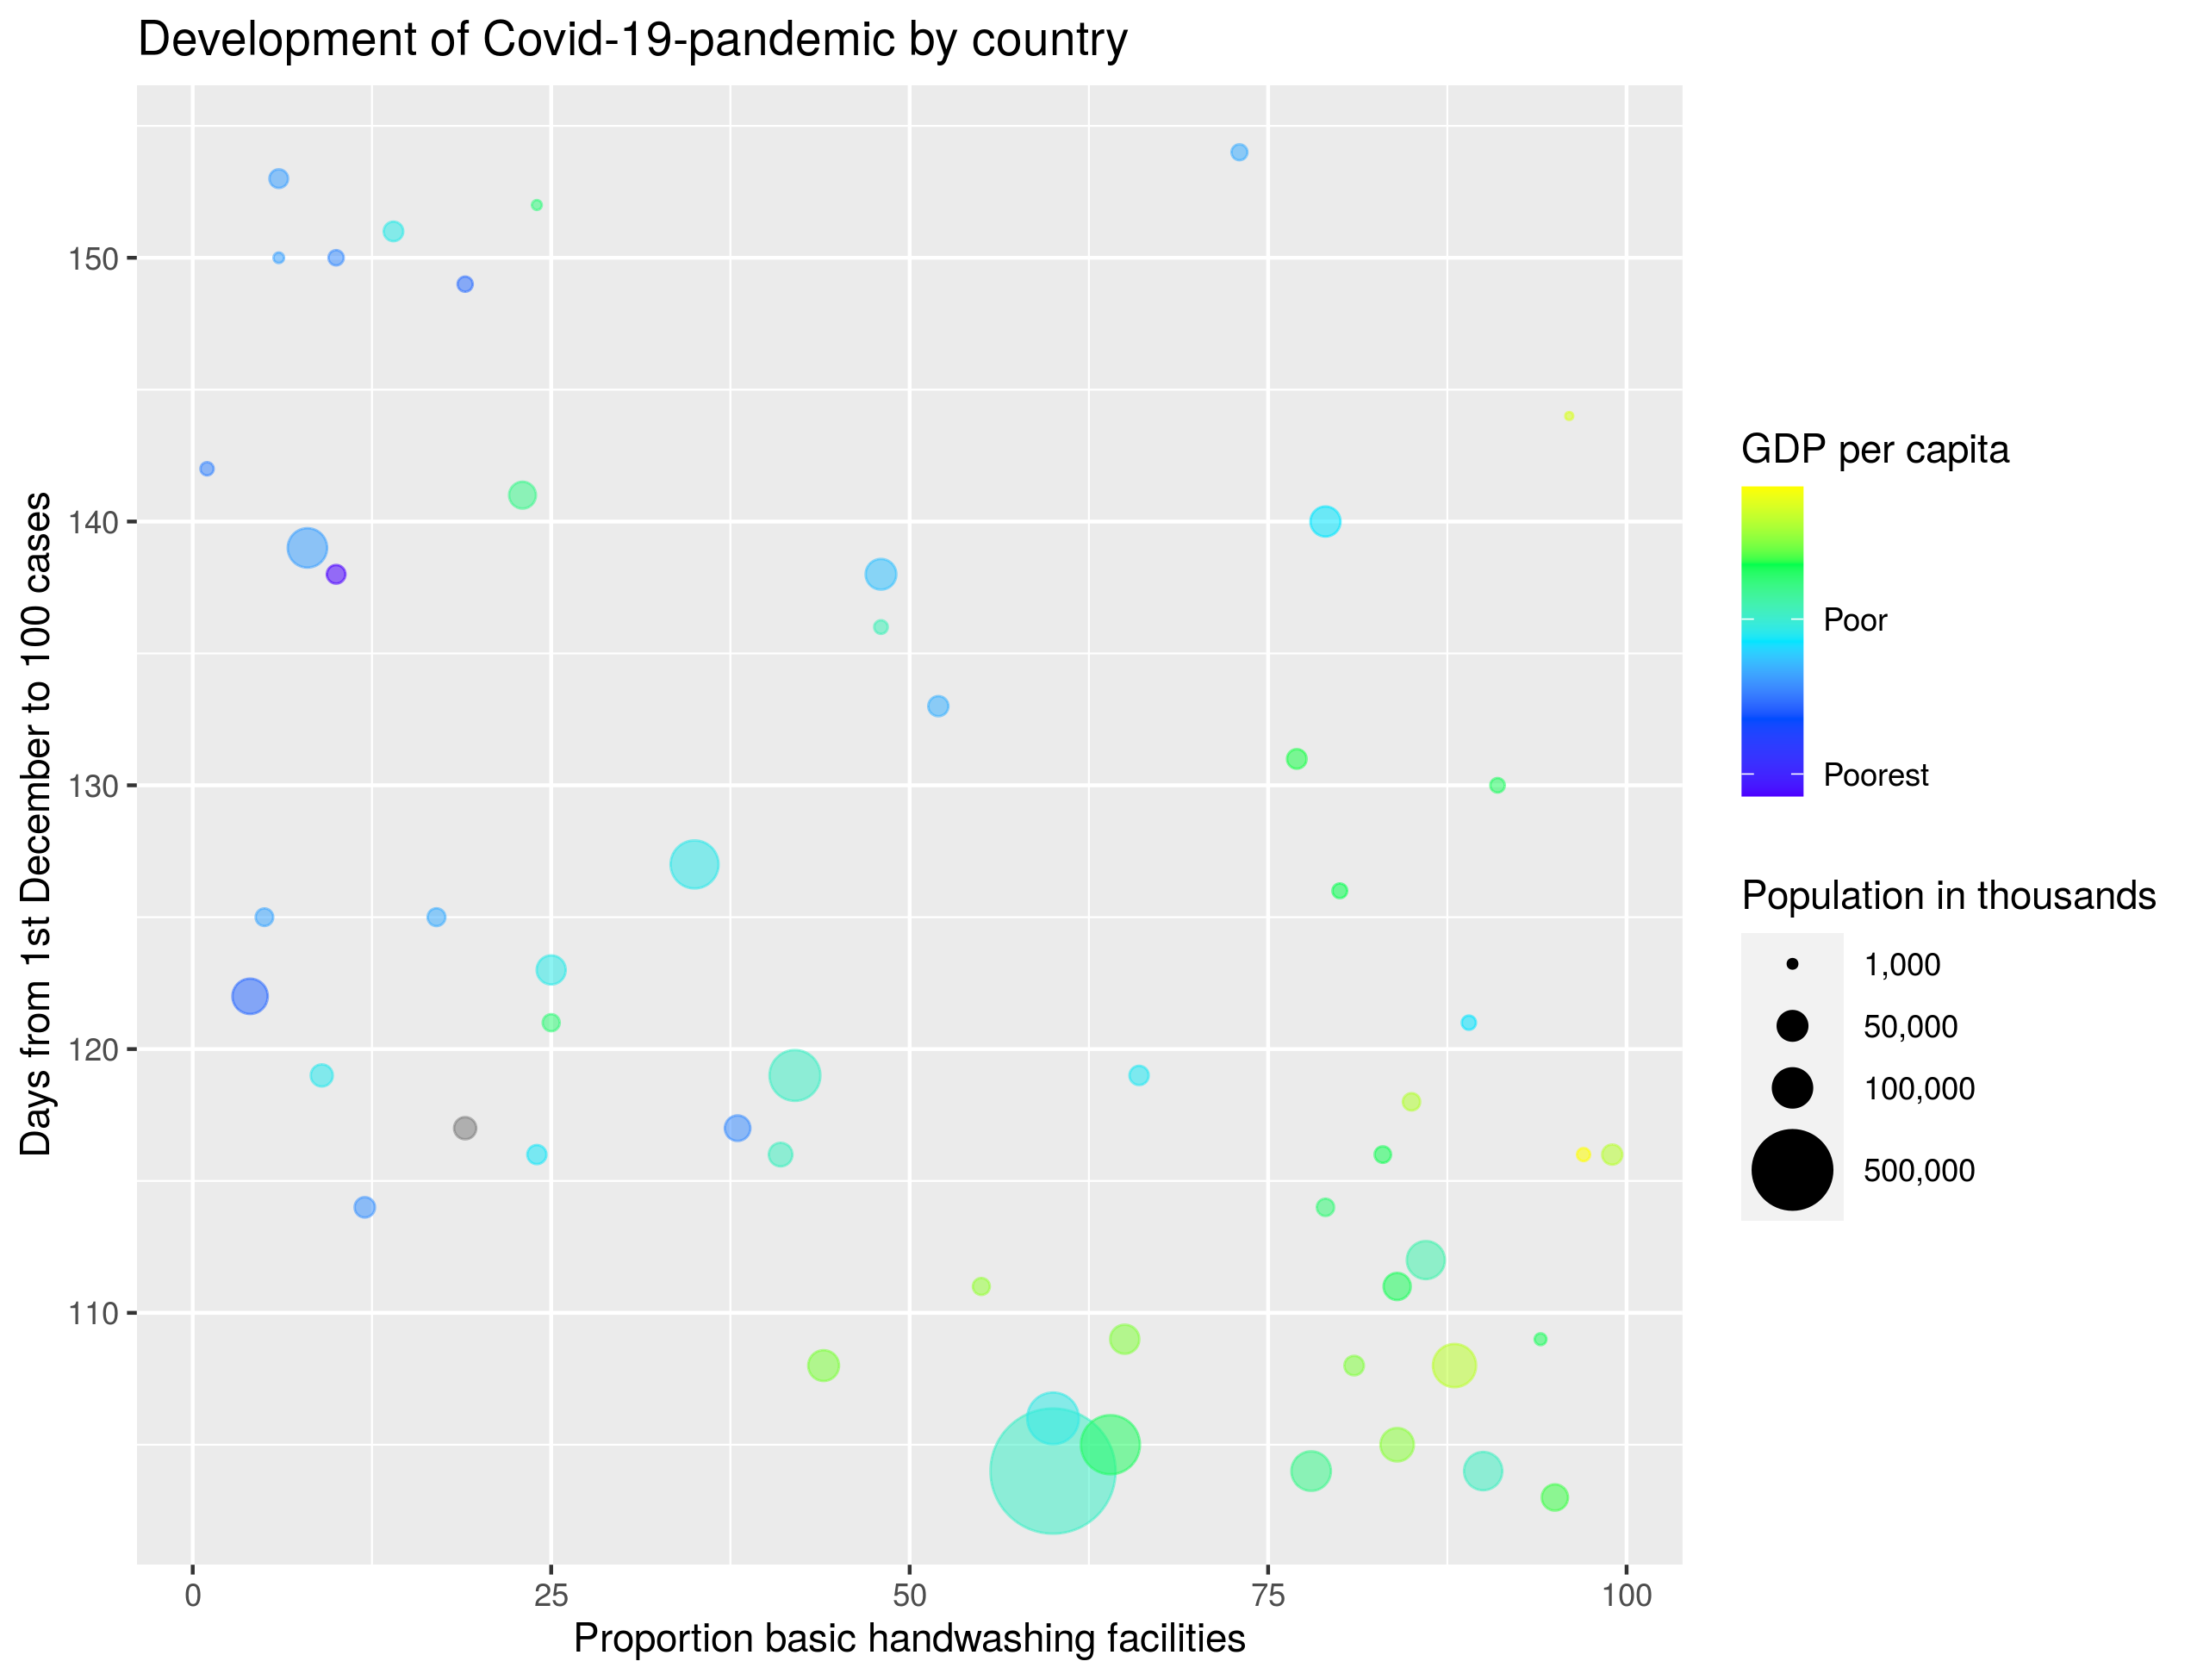 Development of Covid-19-pandemic by country
Days from 1st December to 100 cases
150
140
130
120
110
0 25 50 75 100
Proportion basic handwashing facilities
GDP per capita
Poor
Poorest
Population in thousands
1,000
50,000
100,000
500,000